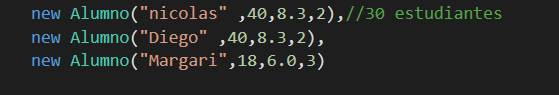 new Alumno("nicolas" ,40,8.3,2),//30 estudiantes
new Alumno("Diego" ,40,8.3,2),
new Alumno("Margari",18,6.0,3)